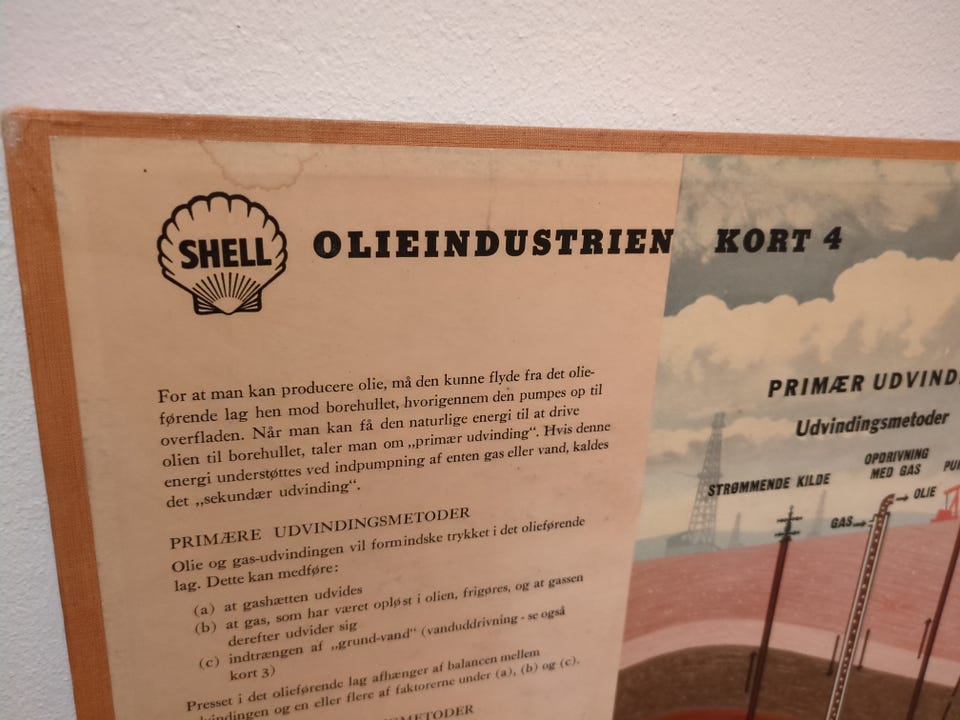 SHELL
OLIEINDUSTRIEN KORT 4
For at man kan producere olie, må den kunne flyde fra det olie-
førende lag hen mod borehullet, hvorigennem den pumpes op til
overfladen. Når man kan få den naturlige energi til at drive
olien til borehullet, taler man om „primær udvinding“. Hvis denne
energi understøttes ved indpumpning af enten gas eller vand, kaldes
det „sekundær udvinding“.
PRIMÆRE UDVINDINGSMETODER
Olie og gas-udvindingen vil formindske trykket i det olieførende
lag. Dette kan medføre:
(a) at gashætten udvides
(b) at gas, som har været opløst i olien, frigøres, og at gassen
derefter udvider sig
(c) indtrængen af „grund-vand“ (vanduddrivning - se også
kort 3)
Presset i det olieførende lag afhænger af balancen mellem
og en eller flere af faktorerne under (a), (b) og (c).
PRIMÆR
Udvindingsmetoder
STRØMMENDE KILDE
OPDRIVNING
MED GAS
GAS
OLIE